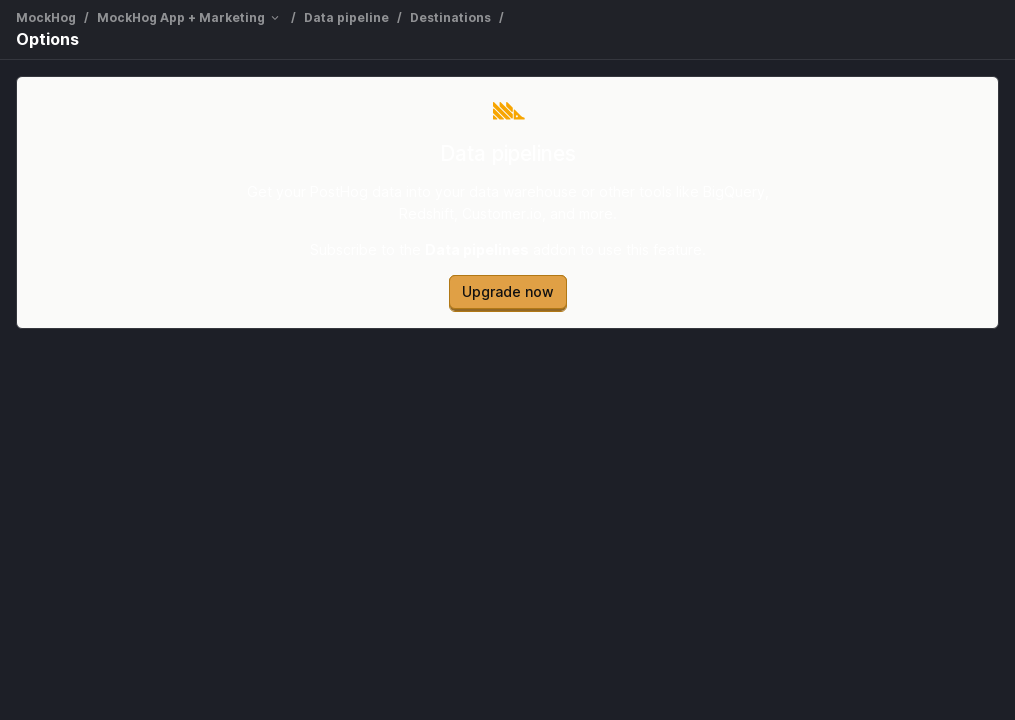 MockHog / MockHog App + Marketing / Data pipeline / Destinations /
Options
Data pipelines
Get your PostHog data into your data warehouse or other tools like BigQuery,
Redshift, Customer.io, and more.
Subscribe to the Data pipelines addon to use this feature.
Upgrade now